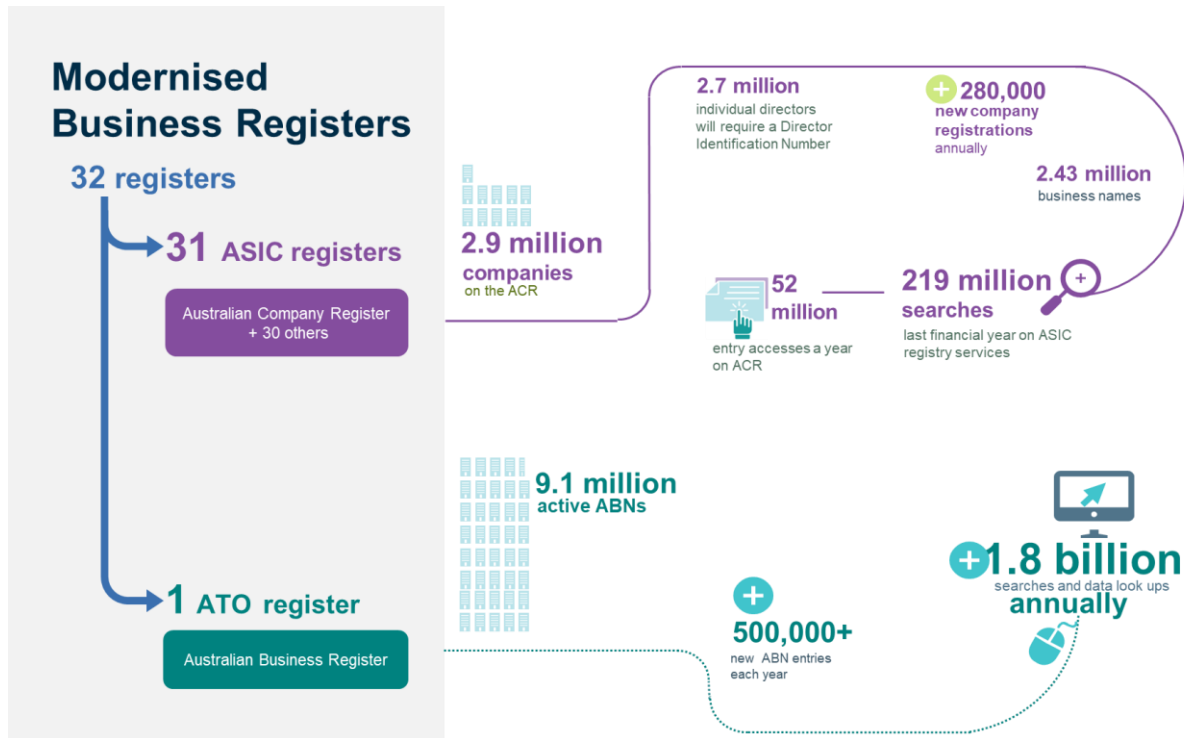 Modernised
Business Registers
32 registers
31 ASIC registers
Australian Company Register
+ 30 others
1 ATO register
Australian Business Register
2.9 million
companies
on the ACR
2.7 million
individual directors
will require a Director
Identification Number
+ 280,000
new company
registrations
annually
2.43 million
business names
219 million
searches
+
last financial year on ASIC
registry services
52
million
entry accesses a year
on ACR
9.1 million
active ABNs
+
500,000+
new ABN entries
each year
+1.8 billion
searches and data look ups
annually